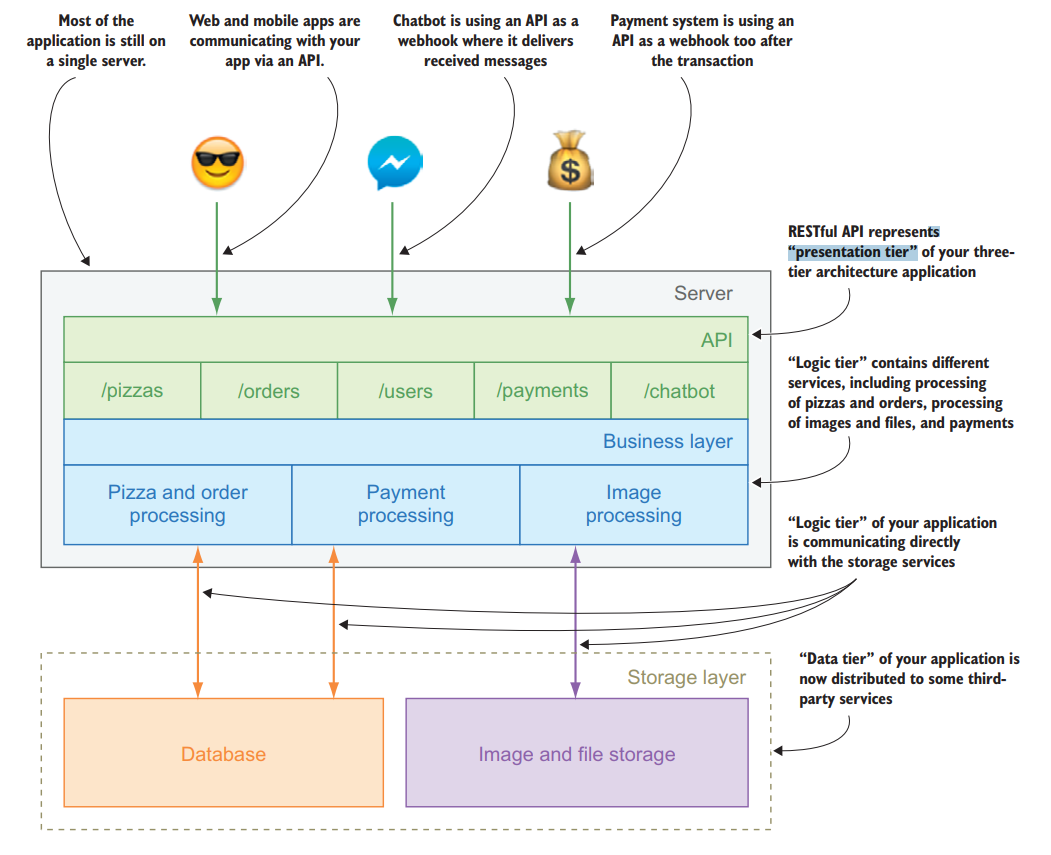 Most of the
application is still on
a single server.
Web and mobile apps are
communicating with your
app via an API.
Chatbot is using an API as a
webhook where it delivers
received messages
Payment system is using an
API as a webhook too after
the transaction
$
RESTful API represents
“presentation tier” of your three-
tier architecture application
Server
API
/pizzas
/orders
/users
/payments
/chatbot
“Logic tier” contains different
services, including processing
of pizzas and orders, processing
of images and files, and payments
Business layer
Pizza and order
processing
Payment
processing
Image
processing
“Logic tier” of your application
is communicating directly
with the storage services
Storage layer
“Data tier” of your application is
now distributed to some third-
party services
Database
Image and file storage